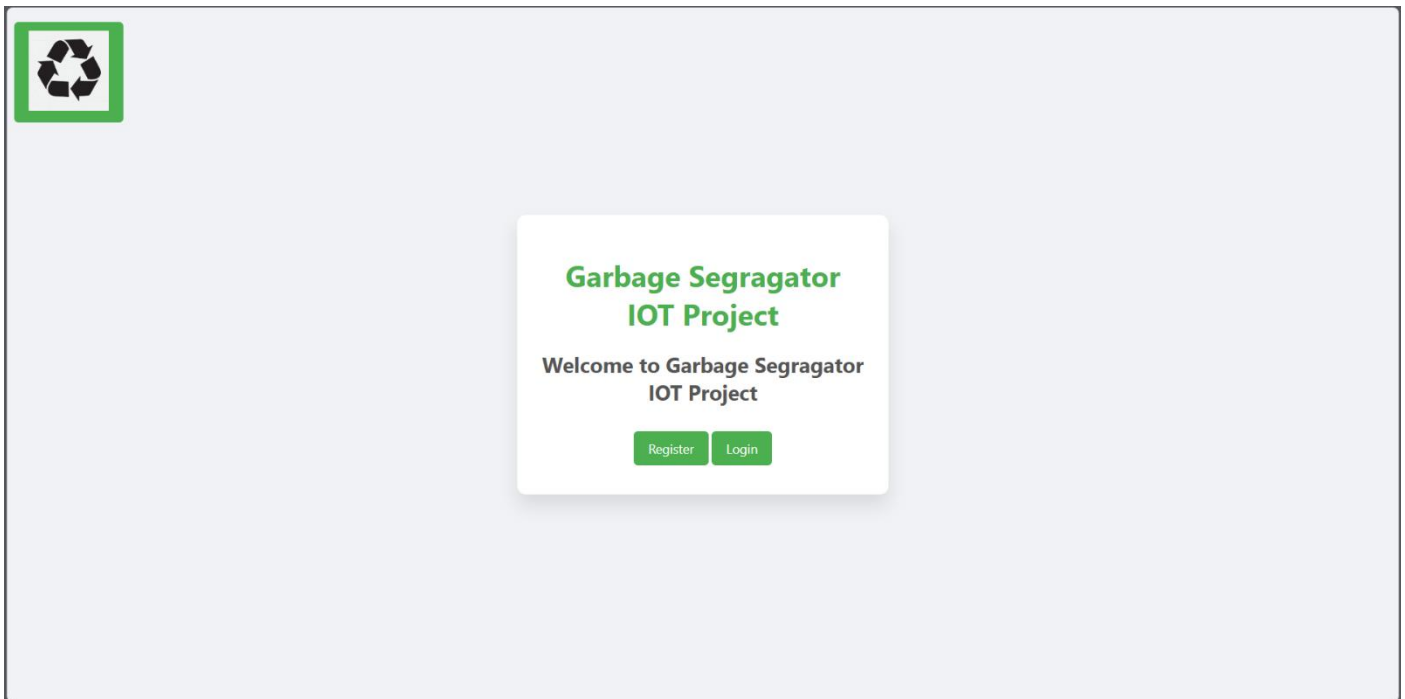 Garbage Segragator
IOT Project
Welcome to Garbage Segragator
IOT Project
Register Login